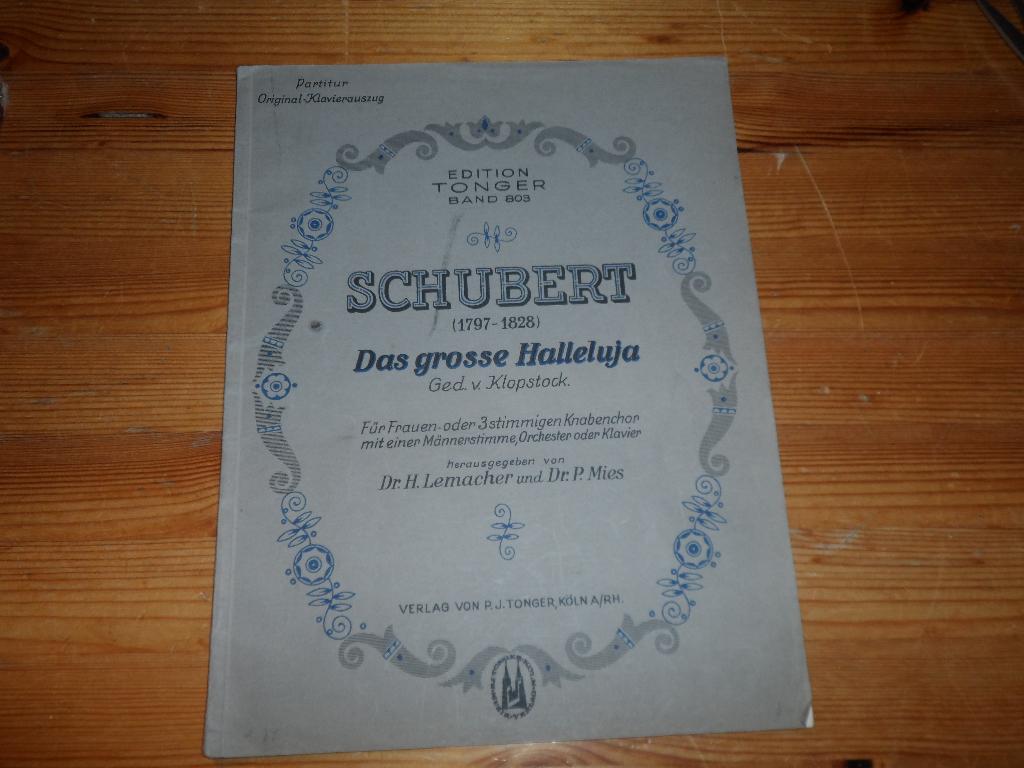 Partitur
Original-Klavierauszug
EDITION
TONGER
BAND 803
SCHUBERT
(1797-1828)
Das grosse Halleluja
Ged. v. Klopstock.
Für Frauen- oder 3stimmigen Knabenchor
mit einer Männerstimme, Orchester oder Klavier
herausgegeben von
Dr. H. Lemacher und Dr. P. Mies
VERLAG VON P. J. TONGER, KÖLN A/RH.